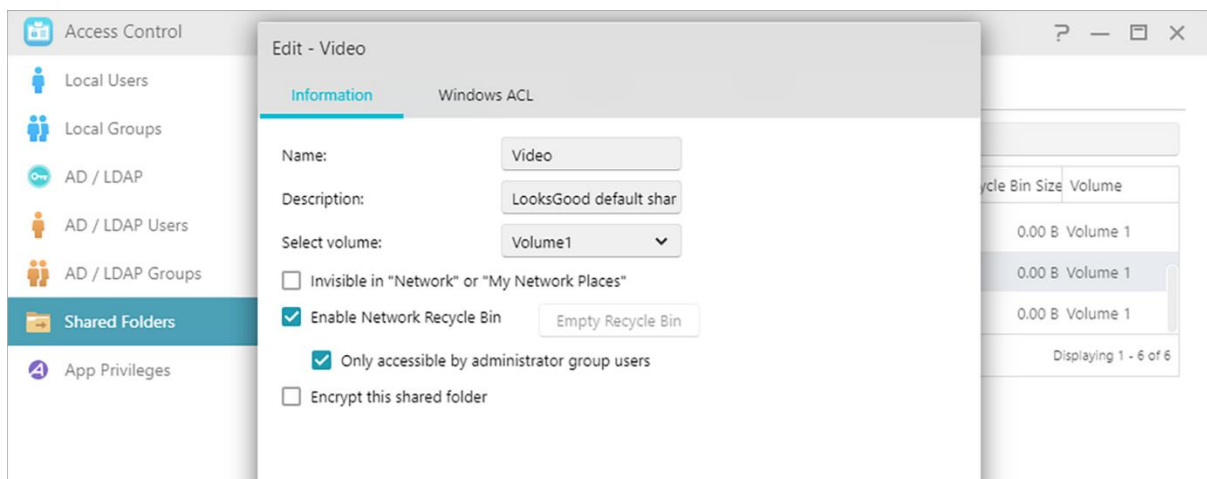 Access Control
Local Users
Local Groups
AD / LDAP
AD / LDAP Users
AD / LDAP Groups
Shared Folders
App Privileges
Edit - Video
Information Windows ACL
Name: Video
Description: LooksGood default shar
Select volume: Volume1
Invisible in "Network" or "My Network Places"
Enable Network Recycle Bin Empty Recycle Bin
Only accessible by administrator group users
Encrypt this shared folder
ycle Bin Size Volume
0.00 B Volume 1
0.00 B Volume 1
0.00 B Volume 1
Displaying 1 - 6 of 6